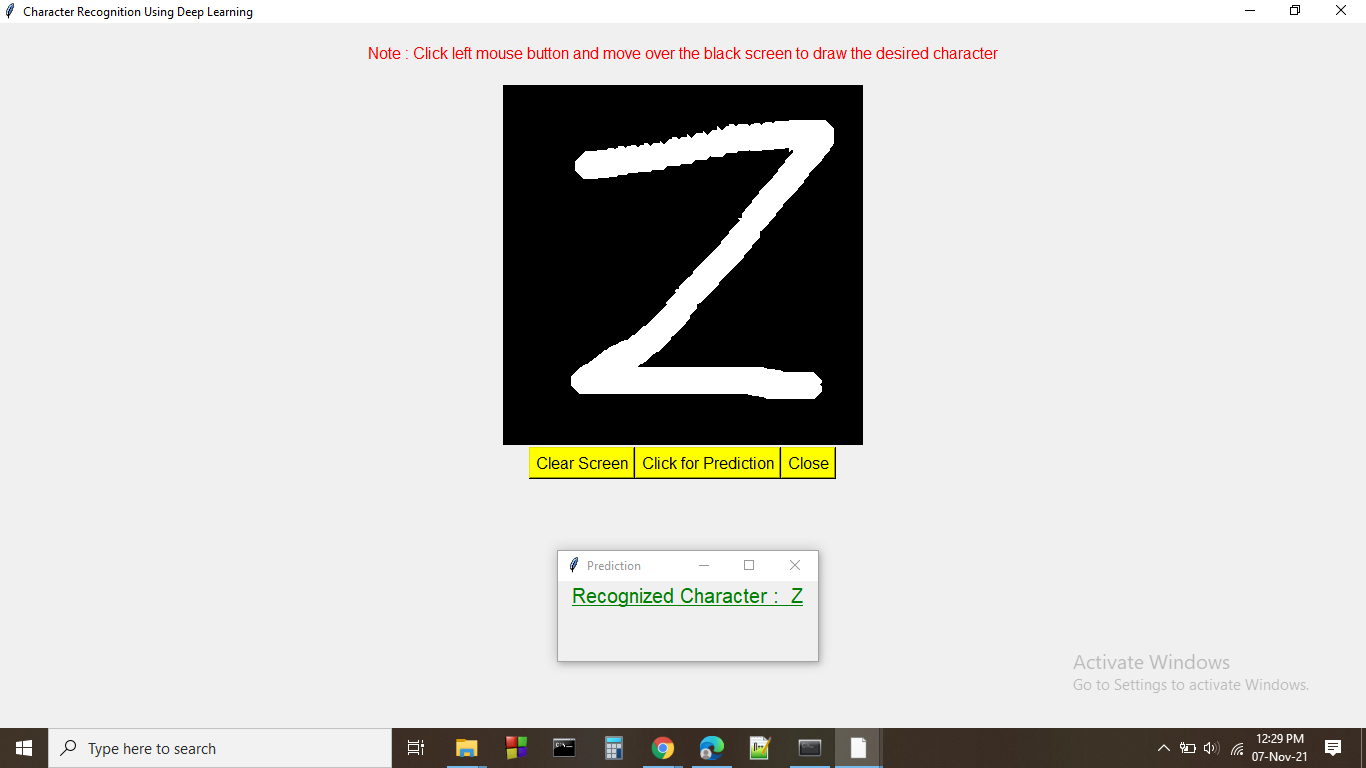 Character Recognition Using Deep Learning
Note : Click left mouse button and move over the black screen to draw the desired character
Z
Clear Screen Click for Prediction Close
Prediction
Recognized Character : Z
Activate Windows
Go to Settings to activate Windows.
Type here to search
12:29 PM
07-Nov-21